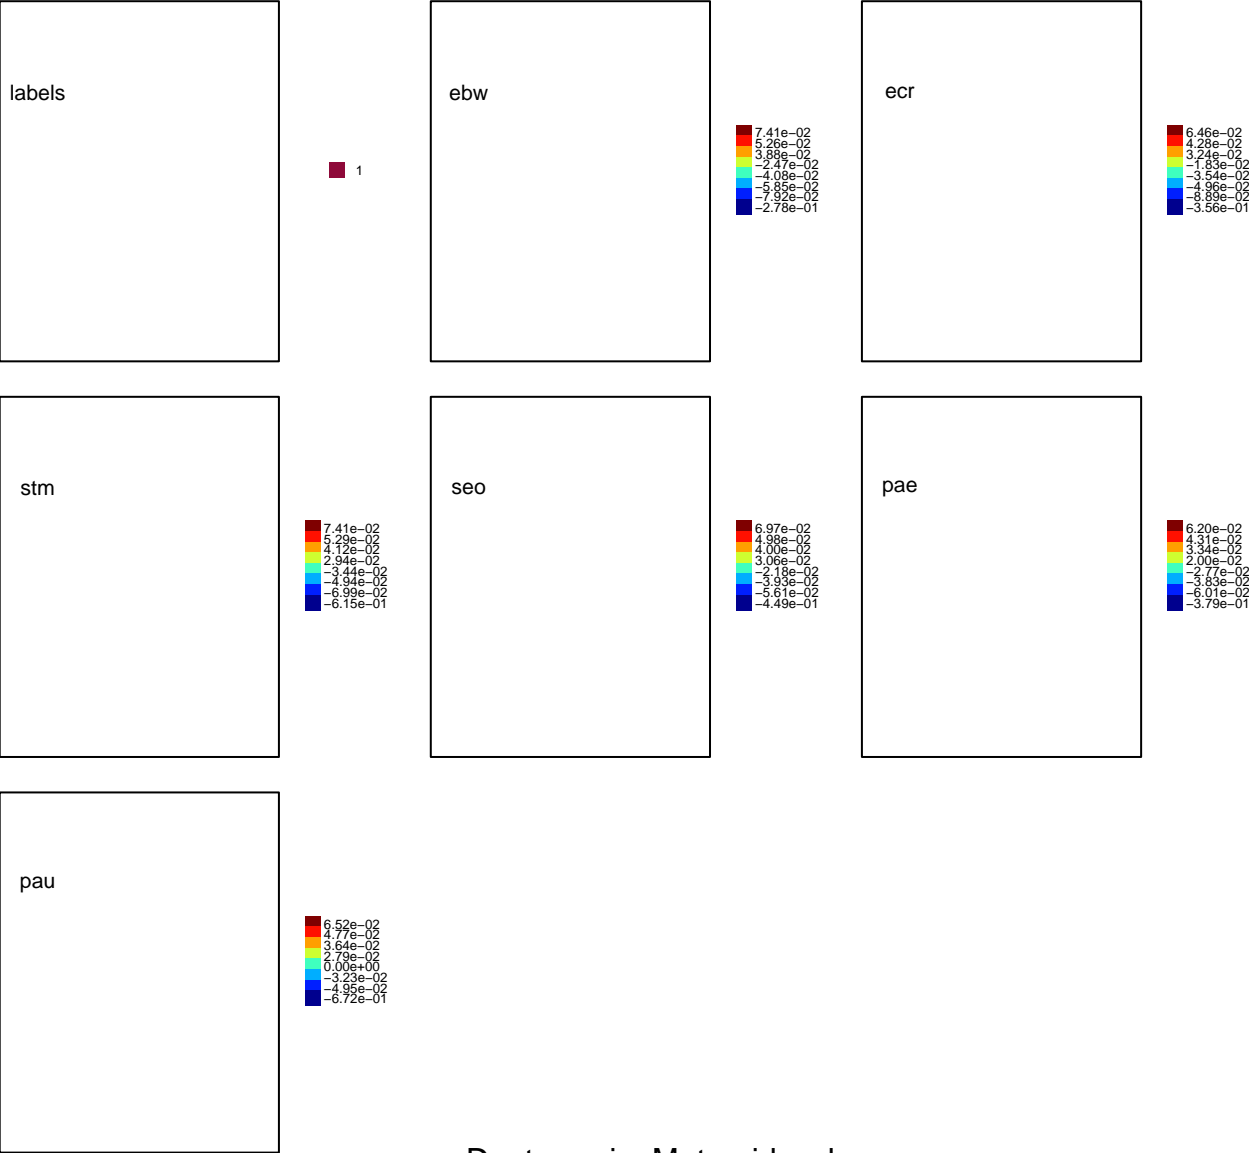 labels
1
ebw
7.41e−02
5.26e−02
3.88e−02
−2.47e−02
−4.08e−02
−5.85e−02
−7.92e−02
−2.78e−01
ecr
6.46e−02
4.28e−02
3.24e−02
−1.83e−02
−3.54e−02
−4.96e−02
−8.89e−02
−3.56e−01
stm
7.41e−02
5.29e−02
4.12e−02
2.94e−02
−3.44e−02
−4.94e−02
−6.99e−02
−6.15e−01
seo
6.97e−02
4.98e−02
4.00e−02
3.06e−02
−2.18e−02
−3.93e−02
−5.61e−02
−4.49e−01
pae
6.20e−02
4.31e−02
3.34e−02
2.00e−02
−2.77e−02
−3.83e−02
−6.01e−02
−3.79e−01
pau
6.52e−02
4.77e−02
3.64e−02
2.79e−02
0.00e+00
−3.23e−02
−4.95e−02
−6.72e−01